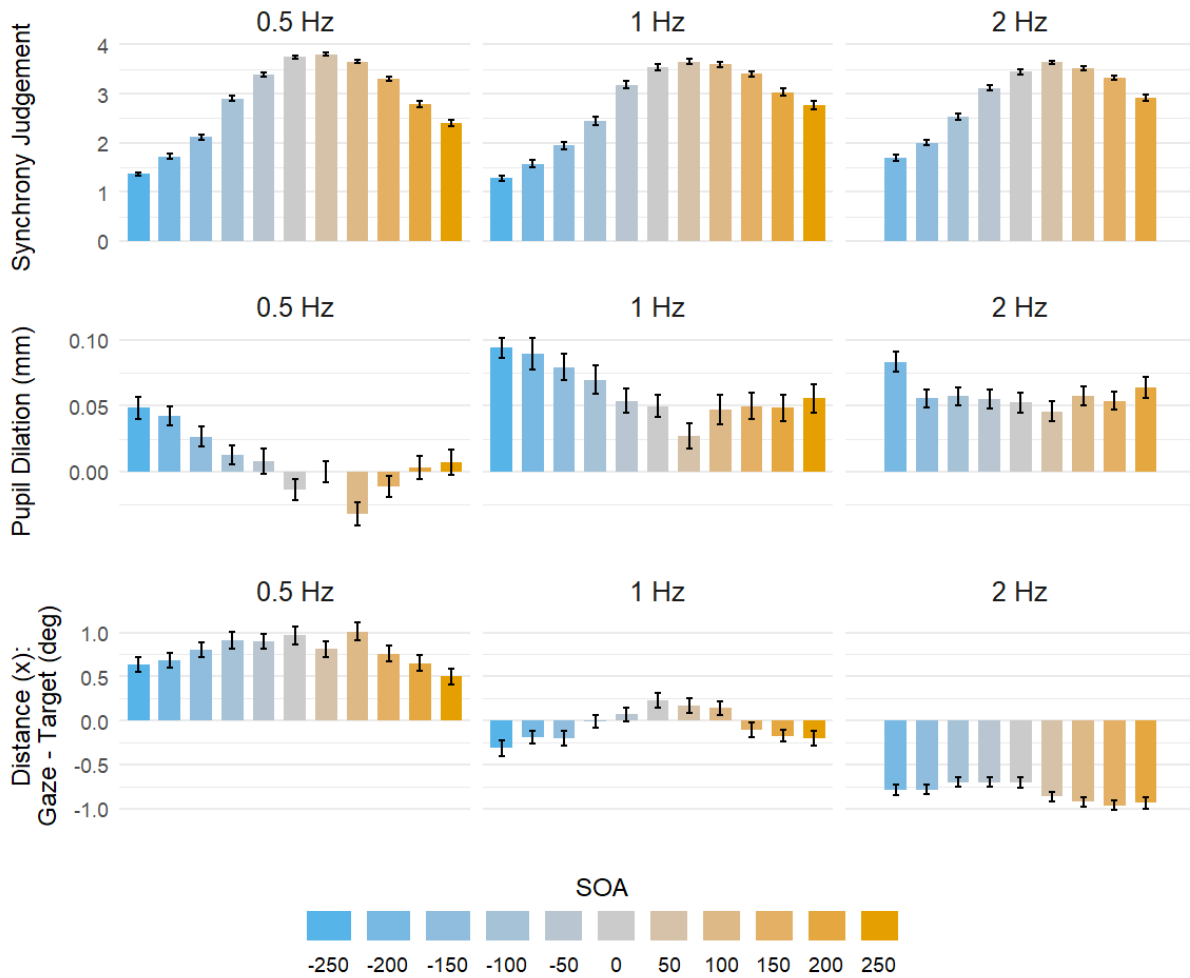 0.5 Hz 1 Hz 2 Hz
Synchrony Judgement
4
3
2
1
0
0.5 Hz 1 Hz 2 Hz
Pupil Dilation (mm)
0.10
0.05
0.00
0.5 Hz 1 Hz 2 Hz
Distance (x):
Gaze - Target (deg)
1.0
0.5
0.0
-0.5
-1.0
SOA
-250 -200 -150 -100 -50 0 50 100 150 200 250